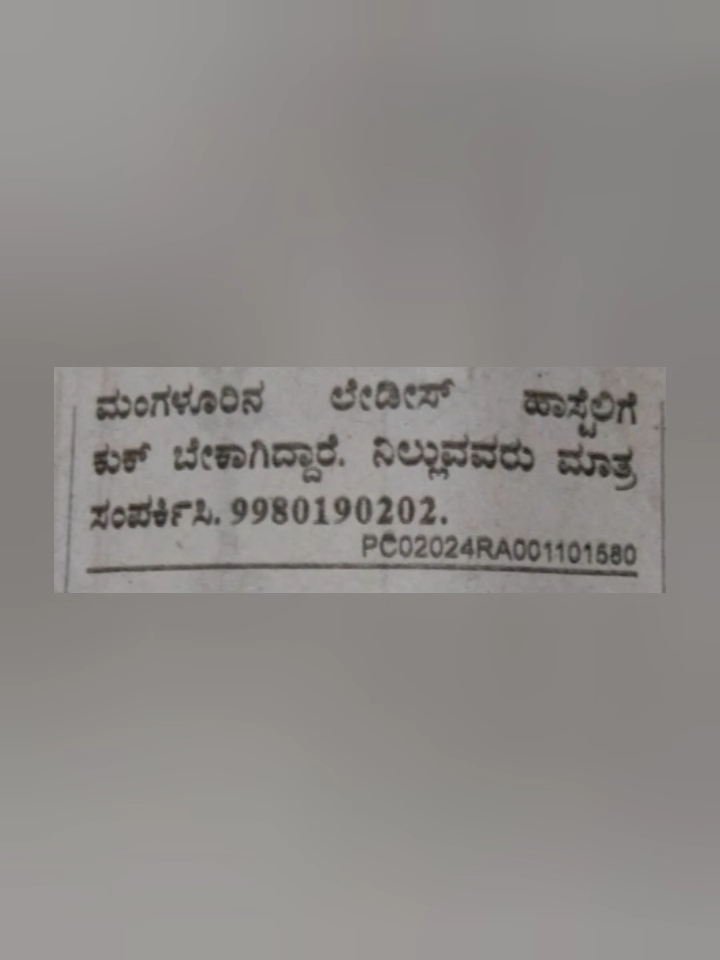 ಮಂಗಳೂರಿನ ಲೇಡೀಸ್ ಹಾಸ್ಟೆಲಿಗೆ
ಕುಕ್ ಬೇಕಾಗಿದ್ದಾರೆ. ನಿಲ್ಲುವವರು ಮಾತ್ರ
ಸಂಪರ್ಕಿಸಿ. 9980190202.
PC02024RA001101580